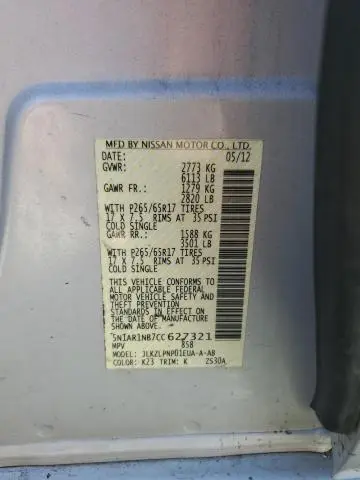 MFD BY NISSAN MOTOR CO., LTD.
DATE: 05/12
GVWR: 2773 KG
6113 LB
GAWR FR.: 1279 KG
2820 LB
WITH P265/65R17 TIRES
17 X 7.5 RIMS AT 35 PSI
COLD SINGLE
GAWR RR.: 1588 KG
3501 LB
WITH P265/65R17 TIRES
17 X 7.5 RIMS AT 35 PSI
COLD SINGLE
THIS VEHICLE CONFORMS TO
ALL APPLICABLE FEDERAL
MOTOR VEHICLE SAFETY
AND THEFT PREVENTION
STANDARDS IN EFFECT ON THE
DATE OF MANUFACTURE SHOWN
ABOVE.
5N1AR1NB7CC627321
MPV 858
MODEL: JLKZLPNP01EUA-A-AB
COLOR: K23 TRIM: K 2530A